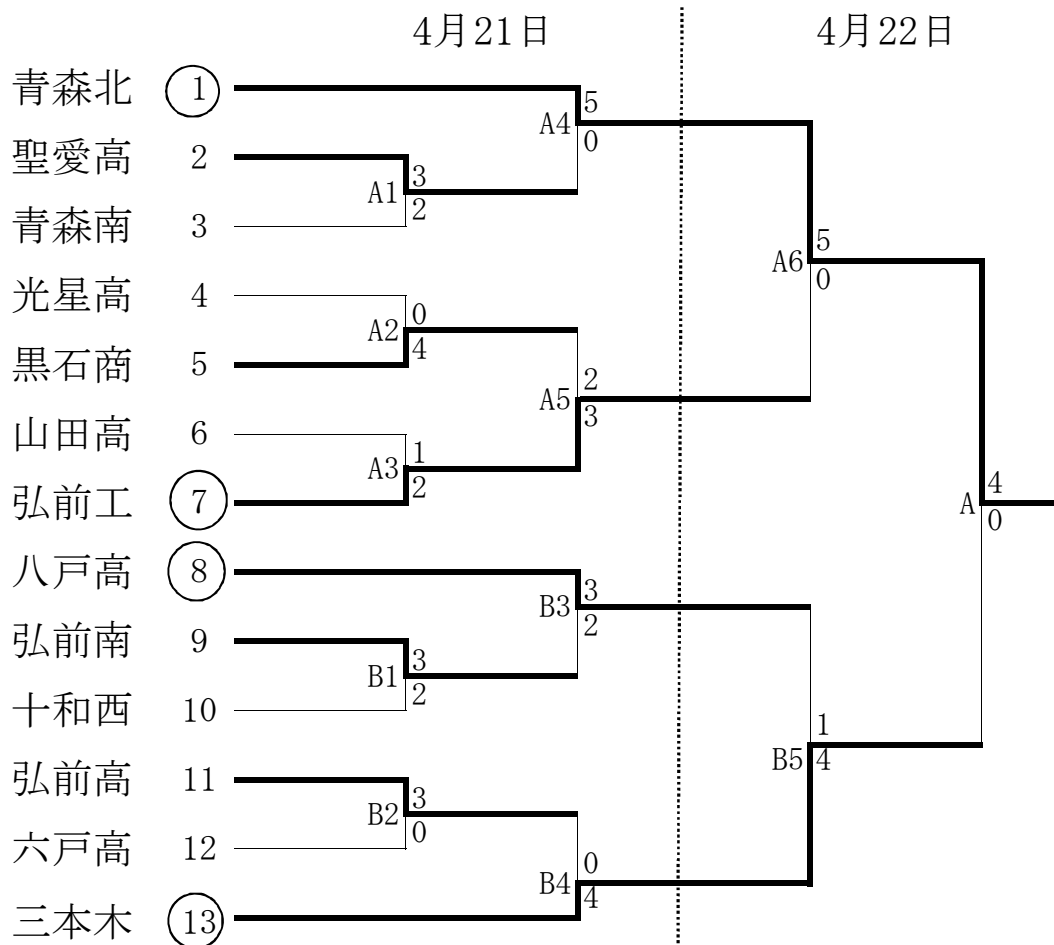 4月21日 4月22日
青森北 1
5
A4
0
聖愛高 2
3
A1
2
青森南 3
5
A6
0
光星高 4
0
A2
4
黒石商 5
2
A5
3
山田高 6
1
A3
2
弘前工 7
4
A
0
八戸高 8
3
B3
2
弘前南 9
3
B1
2
十和西 10
1
B5
4
弘前高 11
3
B2
0
六戸高 12
0
B4
4
三本木 13